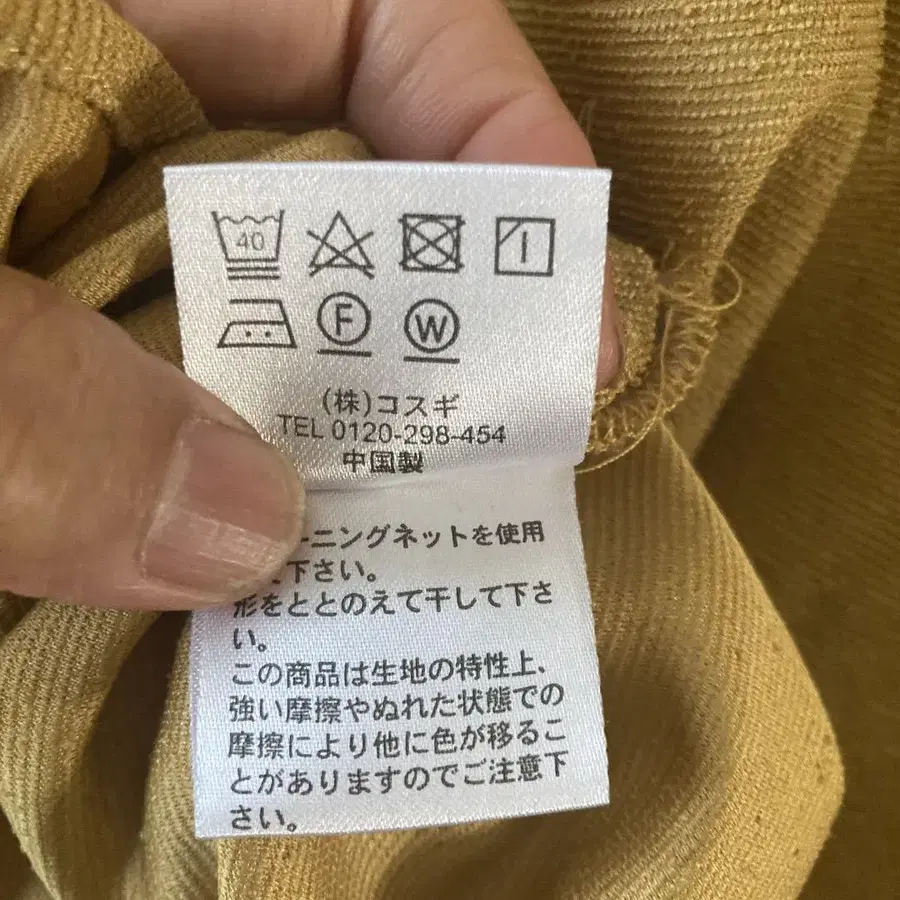 40
F W
(株)コスギ
TEL 0120-298-454
中国製
ーニングネットを使用
て下さい。
形をととのえて干して下さ
い。
この商品は生地の特性上、
強い摩擦やぬれた状態での
摩擦により他に色が移るこ
とがありますのでご注意下
さい。